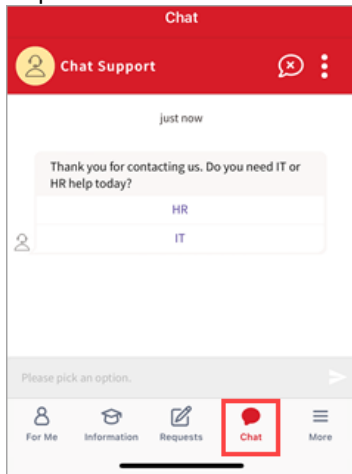 Chat
Chat Support
just now
Thank you for contacting us. Do you need IT or
HR help today?
HR
IT
Please pick an option.
For Me
Information
Requests
Chat
More